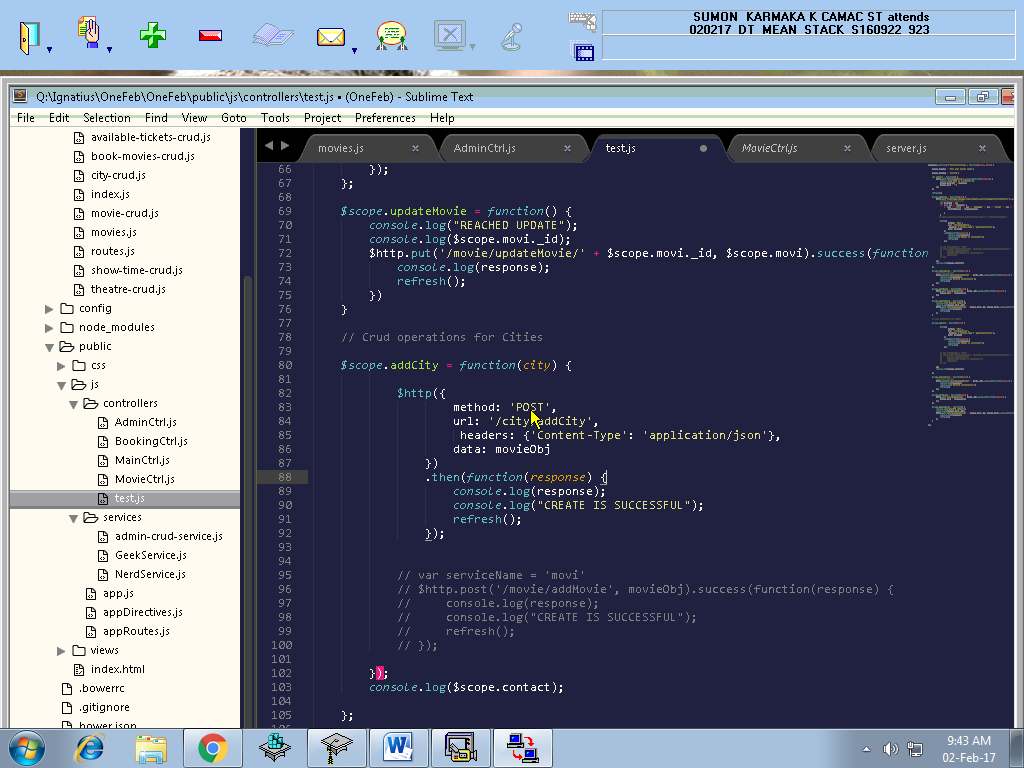 SUMON KARMAKA K CAMAC ST attends
020217 DT MEAN STACK S160922 923
Q:\Ignatius\OneFeb\OneFeb\public\js\controllers\test.js • (OneFeb) - Sublime Text
File Edit Selection Find View Goto Tools Project Preferences Help
available-tickets-crud.js
book-movies-crud.js
city-crud.js
index.js
movie-crud.js
movies.js
routes.js
show-time-crud.js
theatre-crud.js
config
node_modules
public
css
js
controllers
AdminCtrl.js
BookingCtrl.js
MainCtrl.js
MovieCtrl.js
test.js
services
admin-crud-service.js
GeekService.js
NerdService.js
app.js
appDirectives.js
appRoutes.js
views
index.html
.bowerrc
.gitignore
bower.json
movies.js AdminCtrl.js test.js MovieCtrl.js server.js
66 });
67 };
68
69 $scope.updateMovie = function() {
70 console.log("REACHED UPDATE");
71 console.log($scope.movi._id);
72 $http.put('/movie/updateMovie/' + $scope.movi._id, $scope.movi).success(function
73 console.log(response);
74 refresh();
75 })
76 }
77
78 // Crud operations for Cities
79
80 $scope.addCity = function(city) {
81
82 $http({
83 method: 'POST',
84 url: '/city/addCity',
85 headers: {'Content-Type': 'application/json'},
86 data: movieObj
87 })
88 .then(function(response) {
89 console.log(response);
90 console.log("CREATE IS SUCCESSFUL");
91 refresh();
92 });
93
94
95 // var serviceName = 'movi'
96 // $http.post('/movie/addMovie', movieObj).success(function(response) {
97 // console.log(response);
98 // console.log("CREATE IS SUCCESSFUL");
99 // refresh();
100 // });
101
102 });
103 console.log($scope.contact);
104
105 };
9:43 AM
02-Feb-17